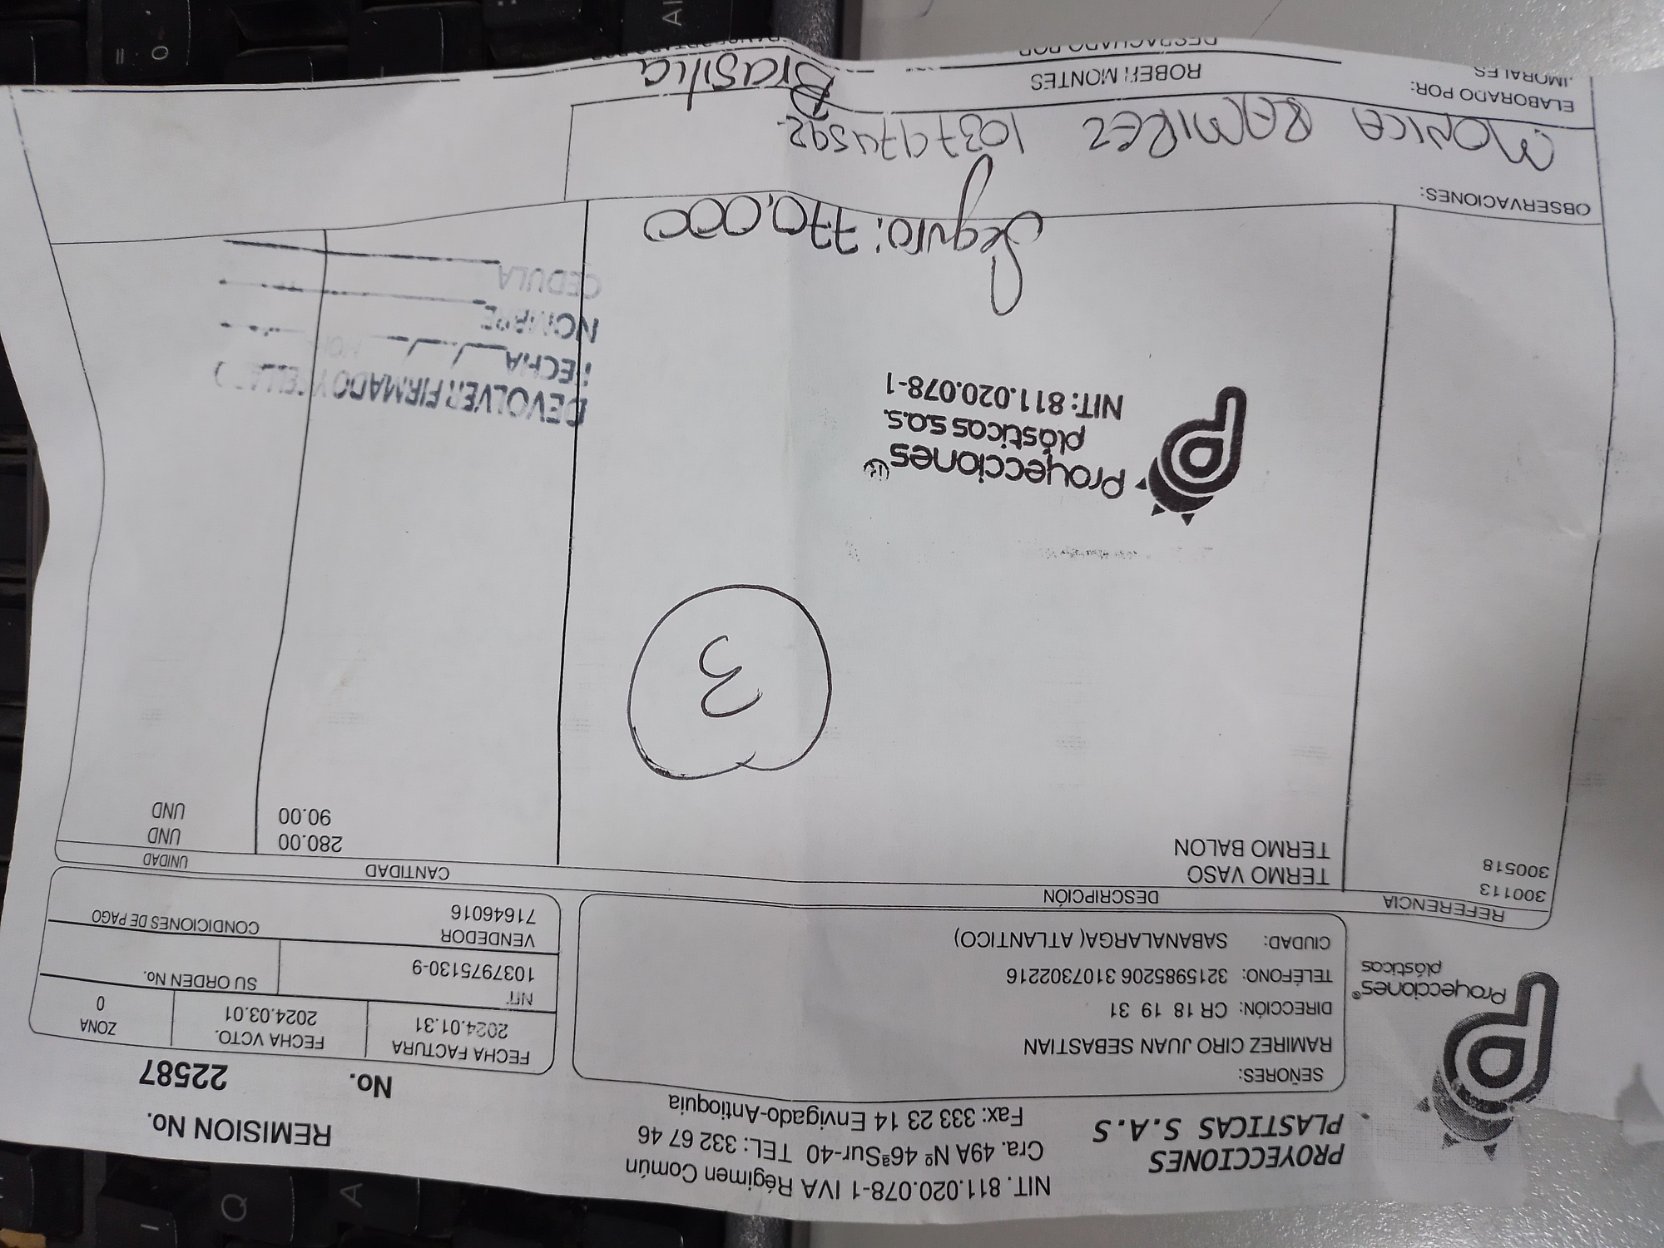 PROYECCIONES
PLASTICAS S.A.S
NIT. 811.020.078-1 IVA Régimen Común
Cra. 49A Nº 46ªSur-40 TEL: 332 67 46
Fax: 333 23 14 Envigado-Antioquia
REMISION No.
No. 22587
Proyecciones®
plásticas
SEÑORES:
RAMIREZ CIRO JUAN SEBASTIAN
DIRECCIÓN: CR 18 19 31
TELÉFONO: 3215985206 3107302216
CIUDAD: SABANALARGA( ATLANTICO)
FECHA FACTURA
2024.01.31
FECHA VCTO.
2024.03.01
ZONA
0
NIT
1037975130-9
SU ORDEN No.
VENDEDOR
71646016
CONDICIONES DE PAGO
REFERENCIA DESCRIPCIÓN CANTIDAD UNIDAD
300113 TERMO VASO 280.00 UND
300518 TERMO BALON 90.00 UND
3
Proyecciones
plásticas s.a.s.
NIT: 811.020.078-1
DEVOLVER FIRMADO Y
FECHA
NOMBRE
CEDULA
Seguro: 770,000
OBSERVACIONES:
MONICA RAMIREZ 1037974592
Brasilia
ELABORADO POR:
JMORALES
ROBER MONTES
DESPACHADO POR